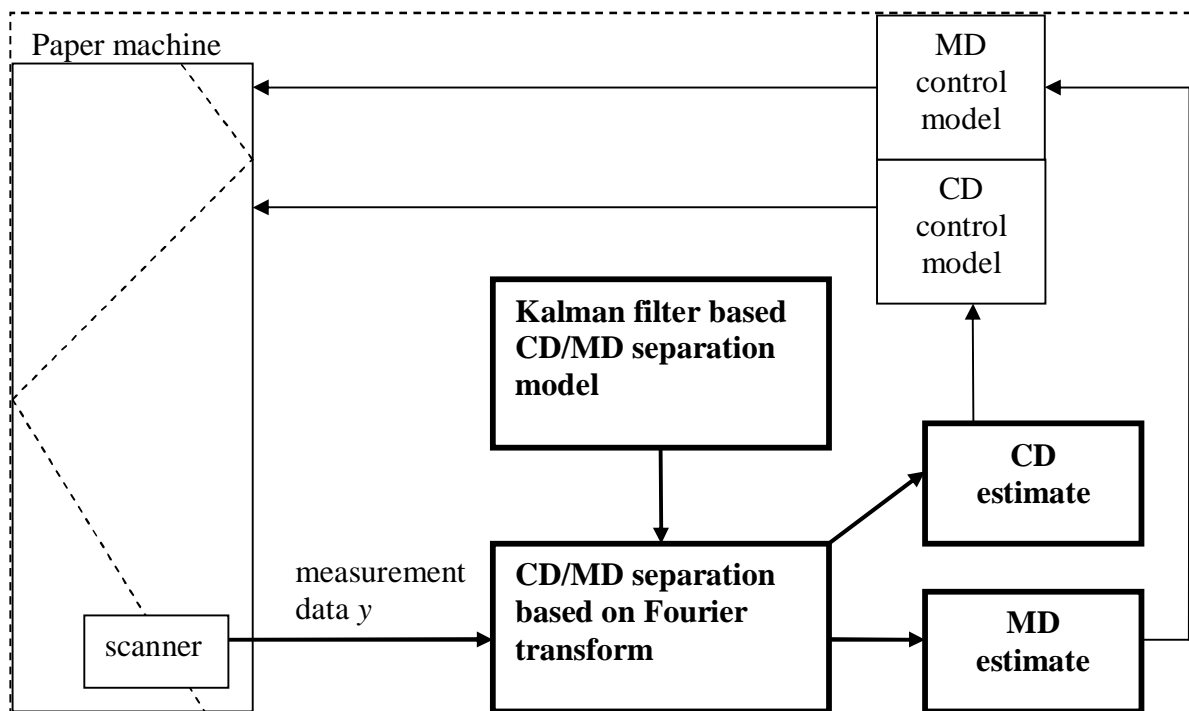 Paper machine
MD
control
model
CD
control
model
Kalman filter based
CD/MD separation
model
CD
estimate
measurement
data y
CD/MD separation
based on Fourier
transform
MD
estimate
scanner